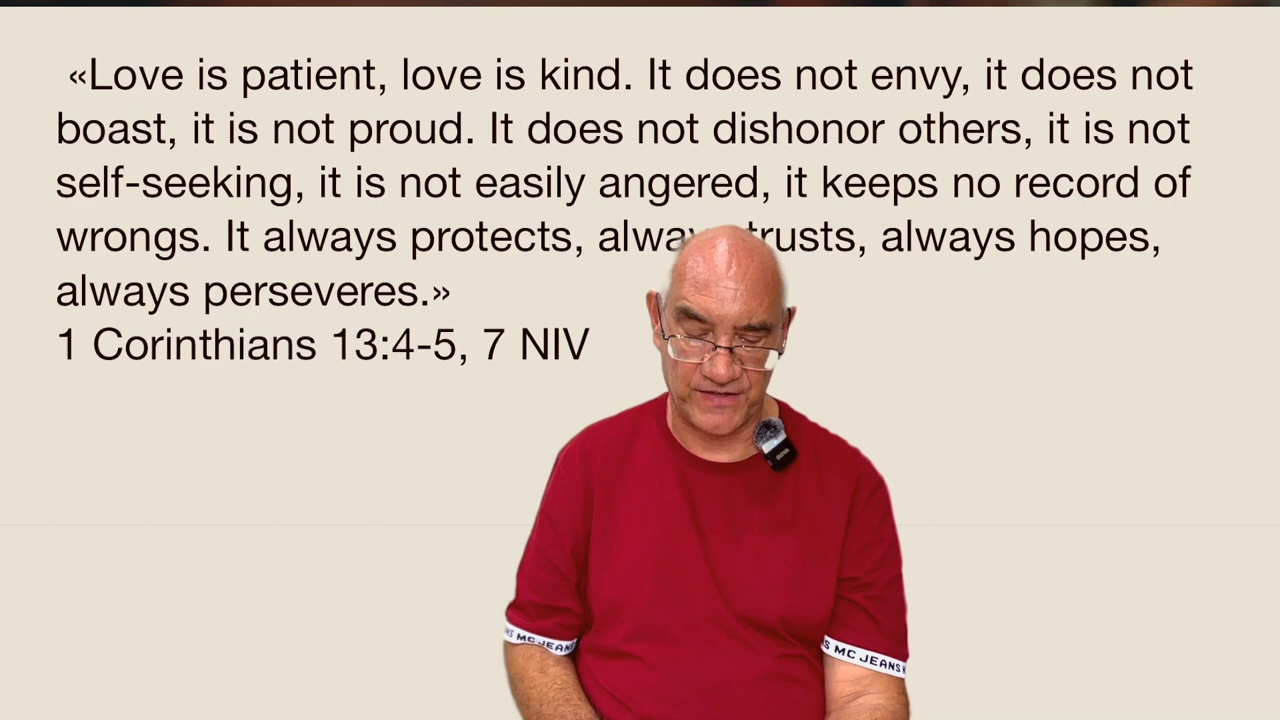 «Love is patient, love is kind. It does not envy, it does not
boast, it is not proud. It does not dishonor others, it is not
self-seeking, it is not easily angered, it keeps no record of
wrongs. It always protects, trusts, always hopes,
always perseveres.»
1 Corinthians 13:4-5, 7 NIV
BOYA
MC JEANS
MC JEANS